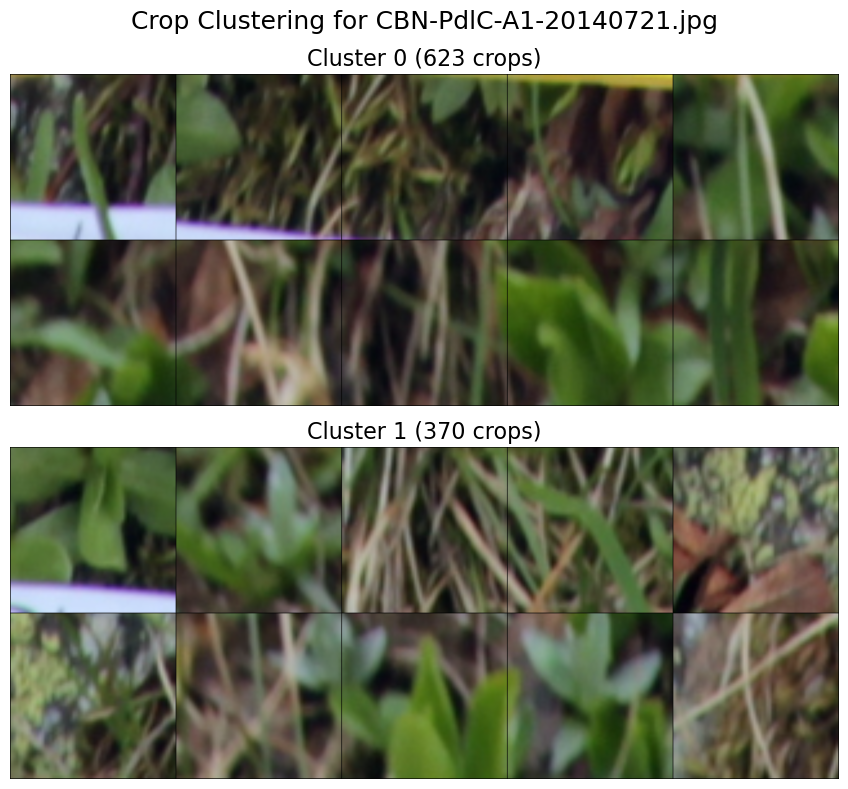 Crop Clustering for CBN-PdlC-A1-20140721.jpg
Cluster 0 (623 crops)
Cluster 1 (370 crops)